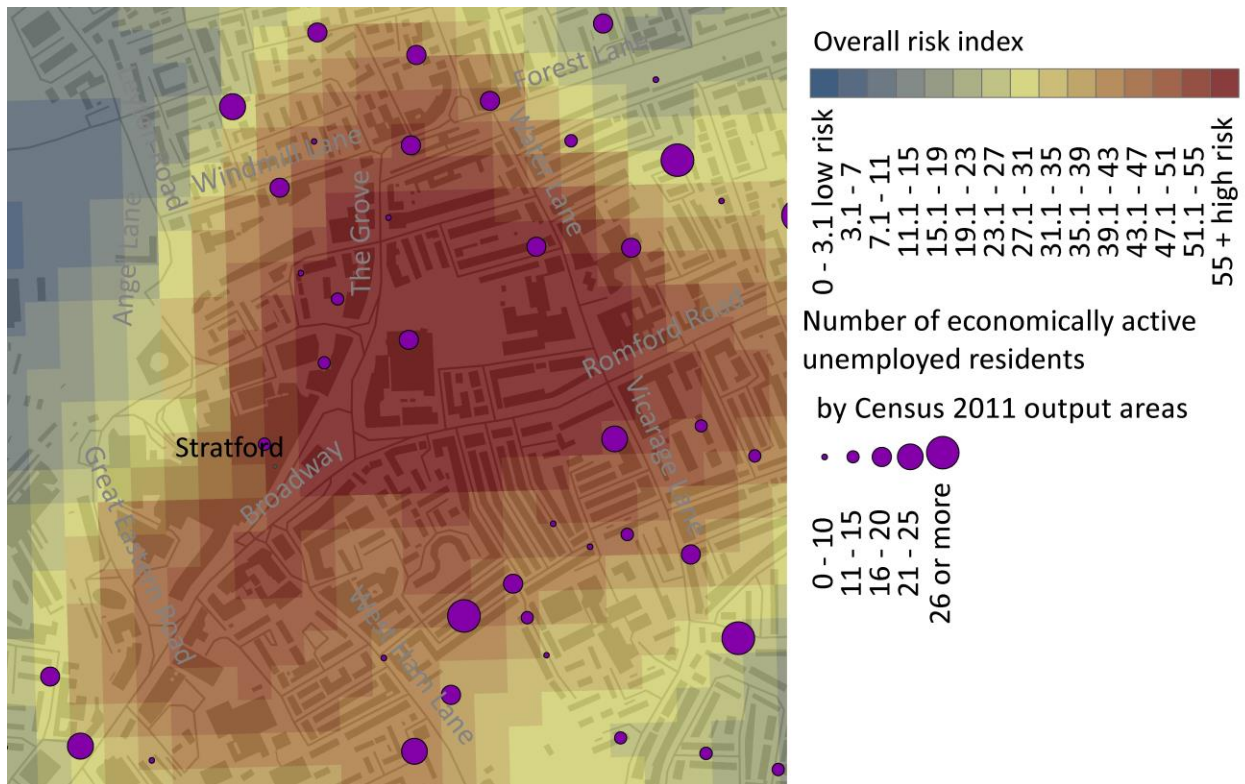 Forest Lane
Water Lane
Windmill Lane
The Grove
Angel Lane
Romford Road
Vicarage Lane
Stratford
Broadway
Great Eastern Road
West Ham Lane
Overall risk index
0 - 3.1 low risk
3.1 - 7
7.1 - 11
11.1 - 15
15.1 - 19
19.1 - 23
23.1 - 27
27.1 - 31
31.1 - 35
35.1 - 39
39.1 - 43
43.1 - 47
47.1 - 51
51.1 - 55
55 + high risk
Number of economically active
unemployed residents
by Census 2011 output areas
0 - 10
11 - 15
16 - 20
21 - 25
26 or more